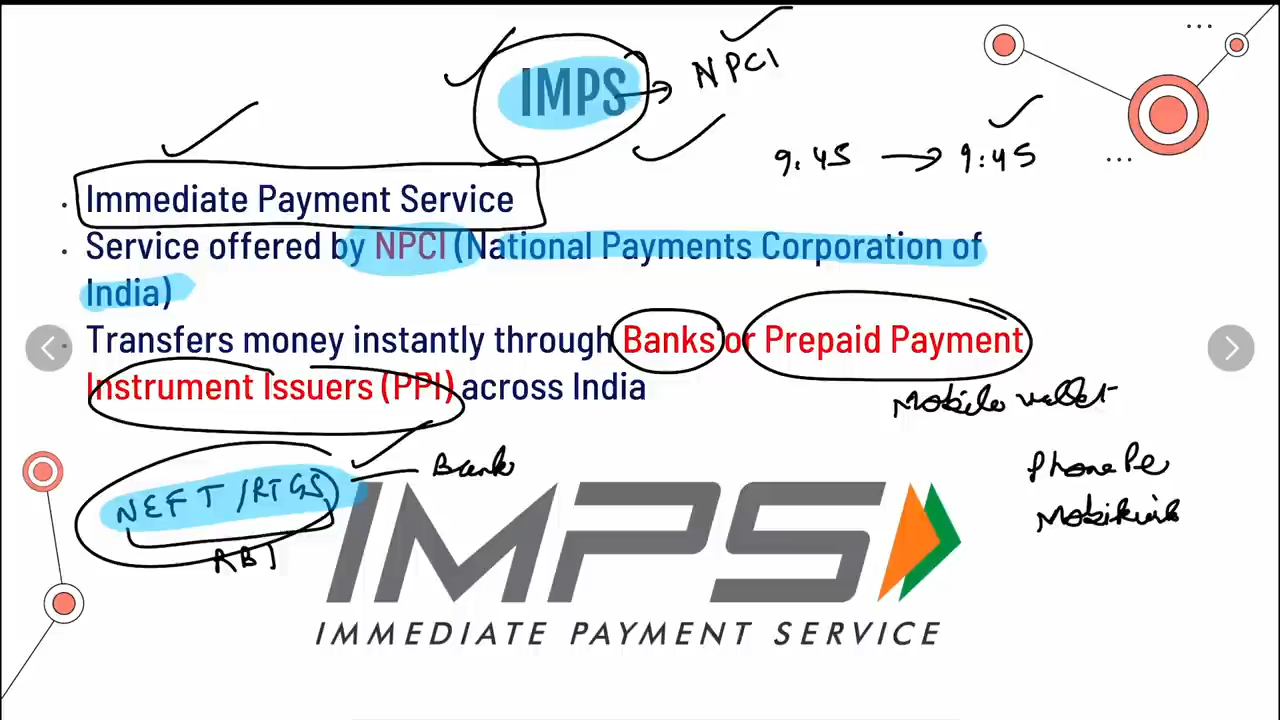 IMPS
NPCI
9:45 → 9:45
Immediate Payment Service
Service offered by NPCI (National Payments Corporation of
India)
Transfers money instantly through Banks or Prepaid Payment
Instrument Issuers (PPI) across India
Mobile wallet
NEFT/RTGS
Bank
PhonePe
Mobikwik
RBI
IMPS
IMMEDIATE PAYMENT SERVICE